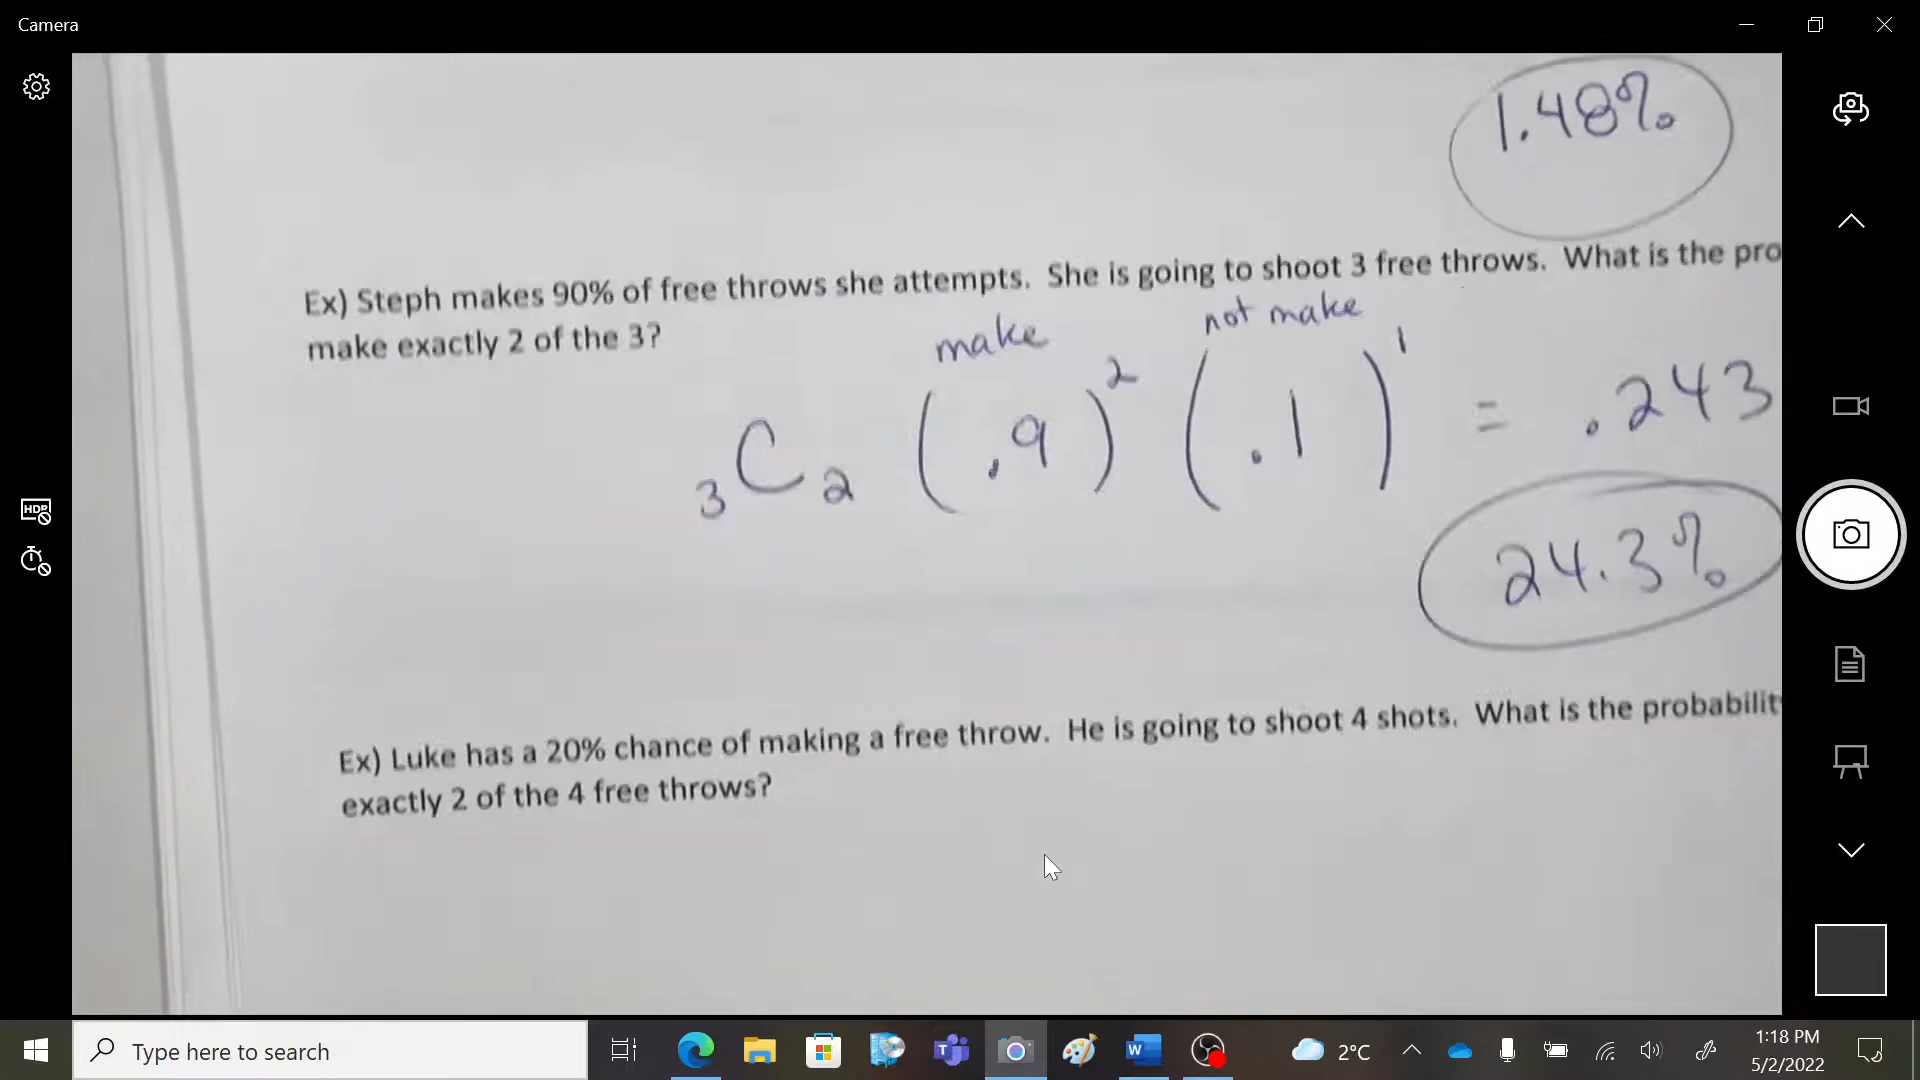 Camera
1.48%
Ex) Steph makes 90% of free throws she attempts. She is going to shoot 3 free throws. What is the pro
make exactly 2 of the 3?
make
not make
3C2 (.9)2 (.1)1 = .243
24.3%
Ex) Luke has a 20% chance of making a free throw. He is going to shoot 4 shots. What is the probabilit
exactly 2 of the 4 free throws?
HDR
Type here to search
2°C
1:18 PM
5/2/2022